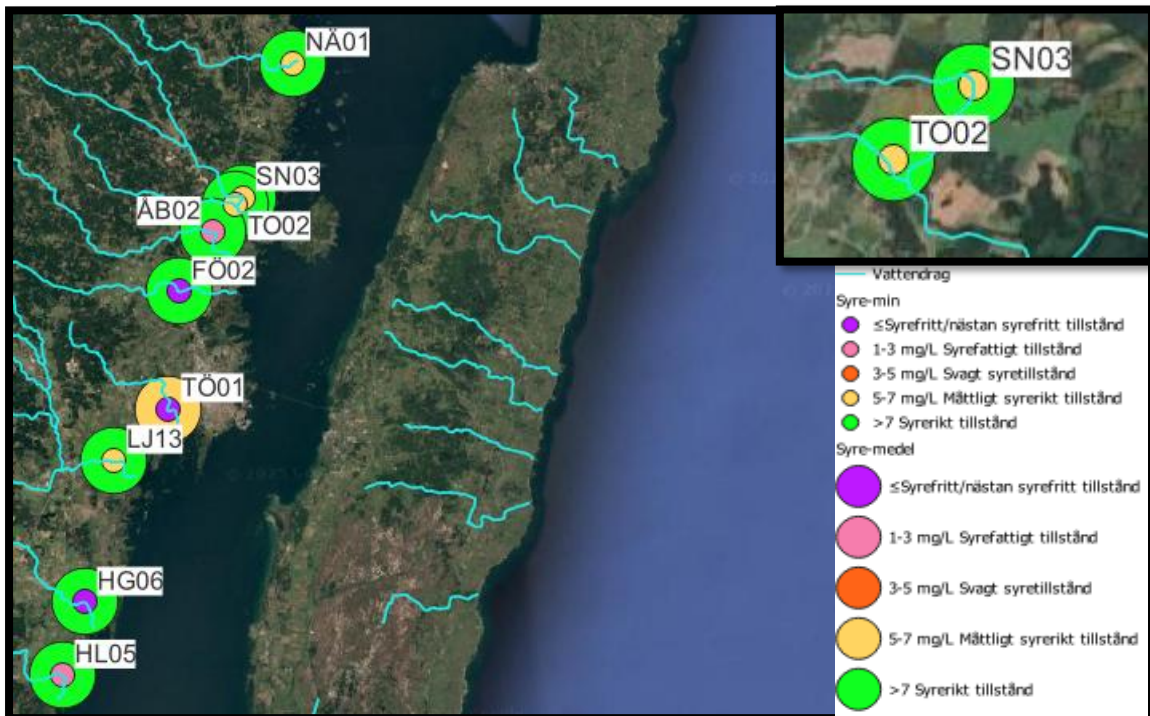 NÄ01
SN03
ÅB02
TO02
FÖ02
TÖ01
LJ13
HG06
HL05
SN03
TO02
Vattendrag
Syre-min
≤Syrefritt/nästan syrefritt tillstånd
1-3 mg/L Syrefattigt tillstånd
3-5 mg/L Svagt syretillstånd
5-7 mg/L Måttligt syrerikt tillstånd
>7 Syrerikt tillstånd
Syre-medel
≤Syrefritt/nästan syrefritt tillstånd
1-3 mg/L Syrefattigt tillstånd
3-5 mg/L Svagt syretillstånd
5-7 mg/L Måttligt syrerikt tillstånd
>7 Syrerikt tillstånd